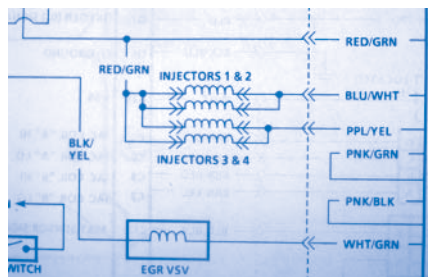 RED/GRN
RED/GRN
INJECTORS 1 & 2
BLU/WHT
PPL/YEL
BLK/
YEL
INJECTORS 3 & 4
PNK/GRN
PNK/BLK
WHT/GRN
WITCH
EGR VSV